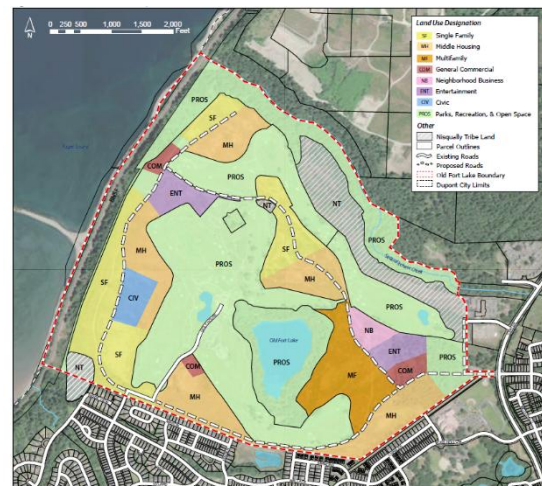 N
0 250 500 1,000 1,500 2,000
Feet
Land Use Designation
SF Single Family
MH Middle Housing
MF Multifamily
COM General Commercial
NB Neighborhood Business
ENT Entertainment
CIV Civic
PROS Parks, Recreation, & Open Space
Other
Nisqually Tribe Land
Parcel Outlines
Existing Roads
Proposed Roads
Old Fort Lake Boundary
Dupont City Limits
PROS
SF
MH
COM
PROS
ENT
NT
NT
PROS
MH
SF
SF
PROS
MH
CIV
PROS
NB
Old Fort Lake
PROS
ENT
SF
COM
MF
COM
PROS
NT
MH
MH